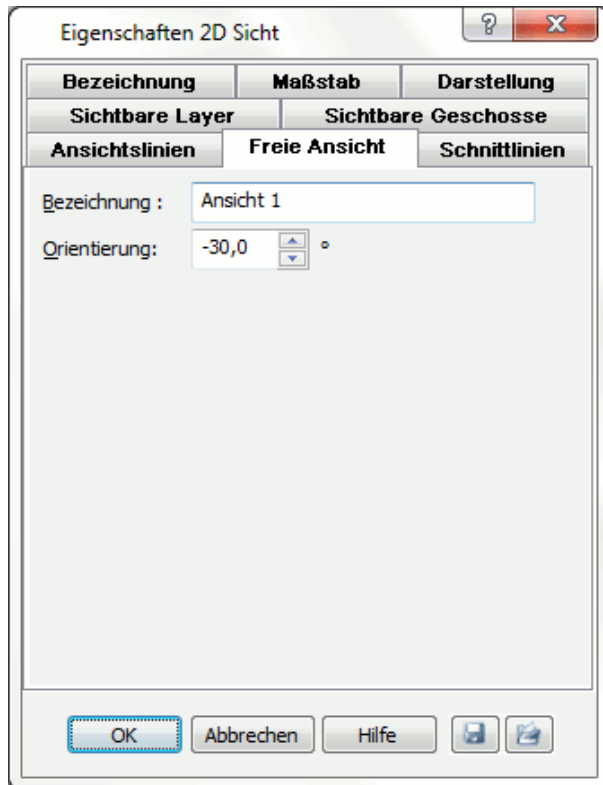 Eigenschaften 2D Sicht
?
X
Bezeichnung Maßstab Darstellung
Sichtbare Layer Sichtbare Geschosse
Ansichtslinien Freie Ansicht Schnittlinien
Bezeichnung : Ansicht 1
Orientierung: -30,0 °
OK Abbrechen Hilfe